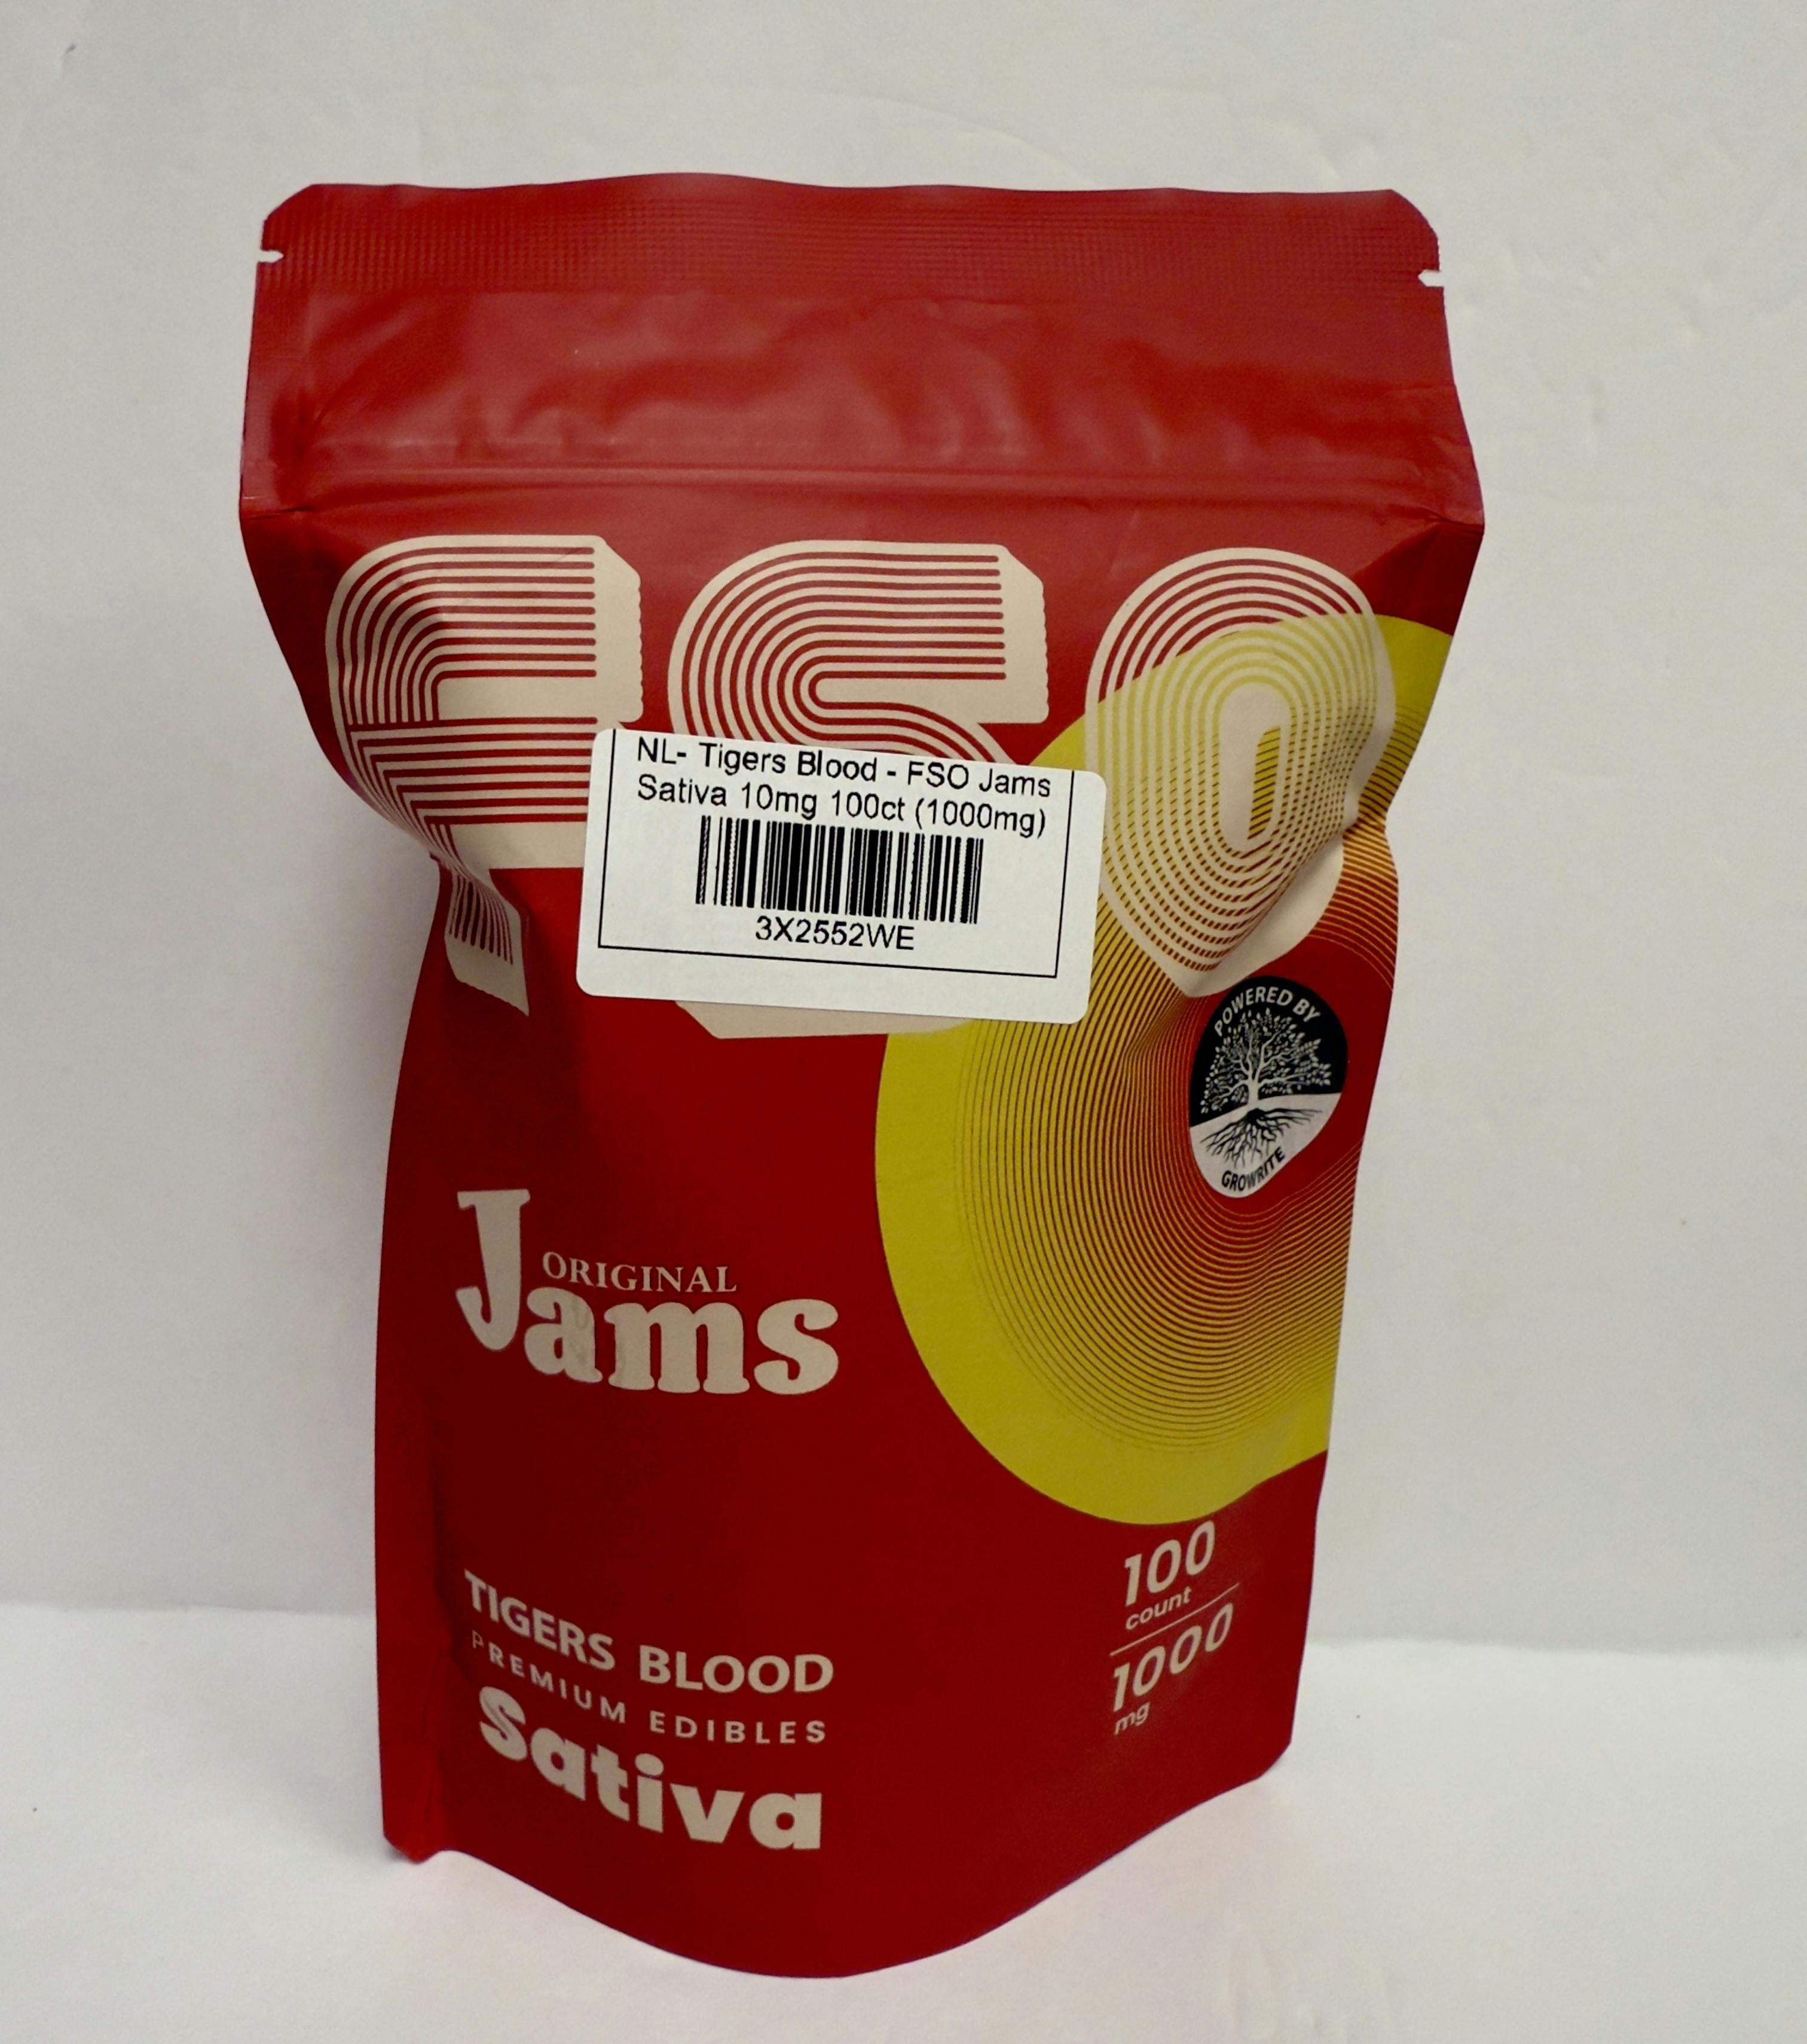 FSO
NL- Tigers Blood - FSO Jams
Sativa 10mg 100ct (1000mg)
3X2552WE
POWERED BY
GROWRITE
ORIGINAL
Jams
TIGERS BLOOD
PREMIUM EDIBLES
Sativa
100
count
1000
mg